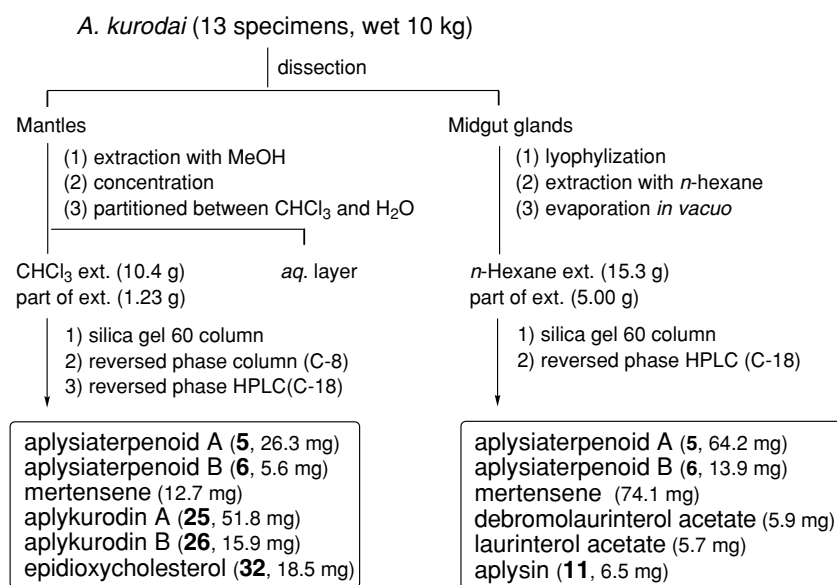 A. kurodai (13 specimens, wet 10 kg)
dissection
Mantles
(1) extraction with MeOH
(2) concentration
(3) partitioned between CHCl₃ and H₂O
CHCl₃ ext. (10.4 g)
part of ext. (1.23 g)
aq. layer
1) silica gel 60 column
2) reversed phase column (C-8)
3) reversed phase HPLC(C-18)
aplysiaterpenoid A (5, 26.3 mg)
aplysiaterpenoid B (6, 5.6 mg)
mertensene (12.7 mg)
aplykurodin A (25, 51.8 mg)
aplykurodin B (26, 15.9 mg)
epidioxycholesterol (32, 18.5 mg)
Midgut glands
(1) lyophylization
(2) extraction with n-hexane
(3) evaporation in vacuo
n-Hexane ext. (15.3 g)
part of ext. (5.00 g)
1) silica gel 60 column
2) reversed phase HPLC (C-18)
aplysiaterpenoid A (5, 64.2 mg)
aplysiaterpenoid B (6, 13.9 mg)
mertensene (74.1 mg)
debromolaurinterol acetate (5.9 mg)
laurinterol acetate (5.7 mg)
aplysin (11, 6.5 mg)